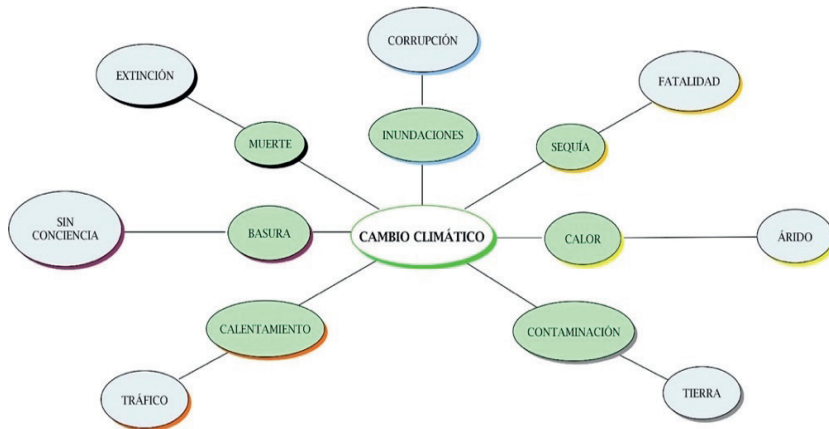 CORRUPCIÓN
EXTINCIÓN
FATALIDAD
INUNDACIONES
MUERTE
SEQUÍA
SIN
CONCIENCIA
BASURA
CAMBIO CLIMÁTICO
CALOR
ÁRIDO
CALENTAMIENTO
CONTAMINACIÓN
TRÁFICO
TIERRA